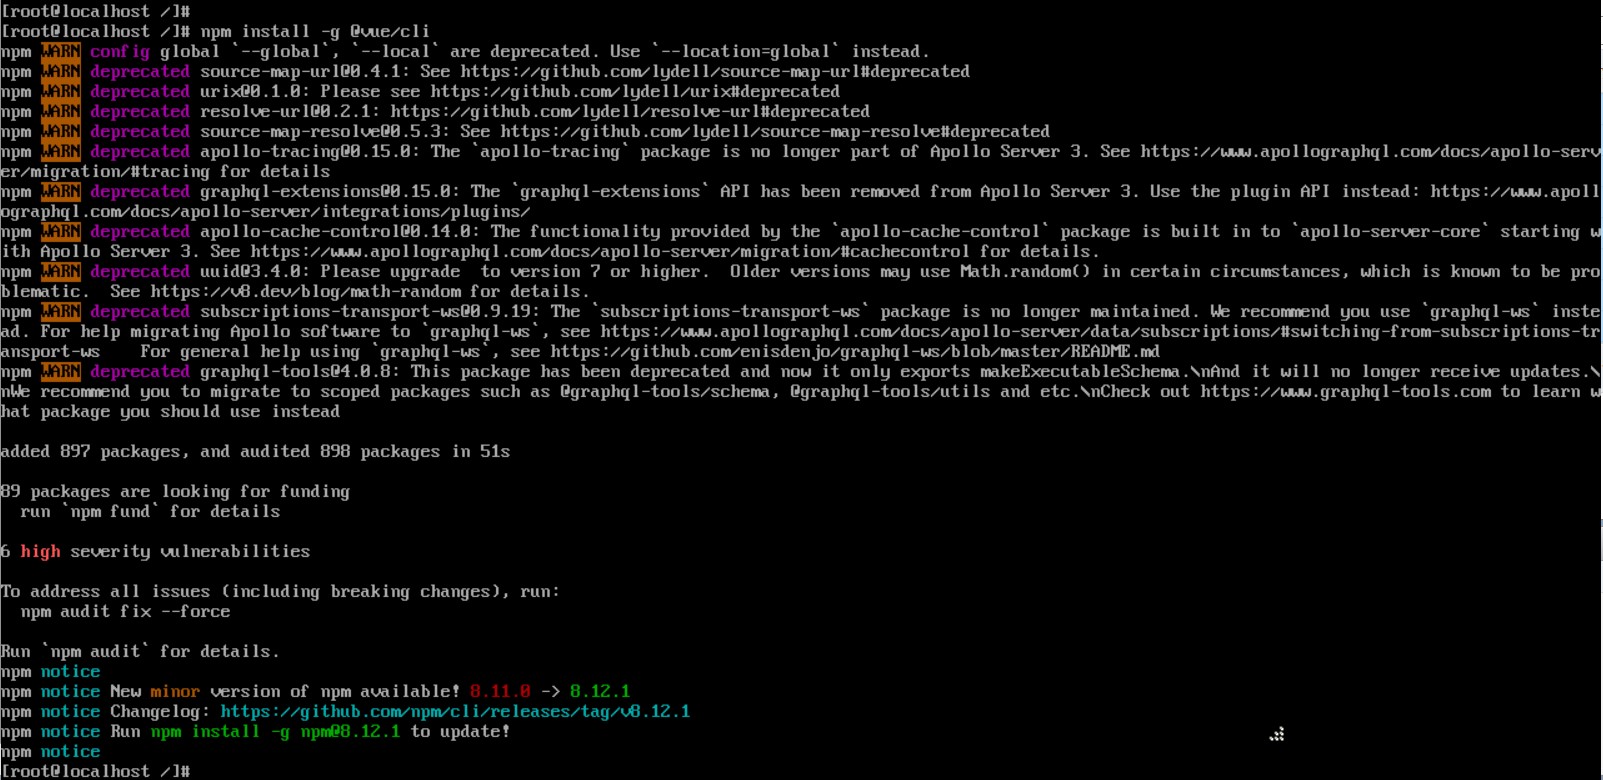 [root@localhost /]#
[root@localhost /]# npm install -g @vue/cli
npm WARN config global `--global`, `--local` are deprecated. Use `--location=global` instead.
npm WARN deprecated source-map-url@0.4.1: See https://github.com/lydell/source-map-url#deprecated
npm WARN deprecated urix@0.1.0: Please see https://github.com/lydell/urix#deprecated
npm WARN deprecated resolve-url@0.2.1: https://github.com/lydell/resolve-url#deprecated
npm WARN deprecated source-map-resolve@0.5.3: See https://github.com/lydell/source-map-resolve#deprecated
npm WARN deprecated apollo-tracing@0.15.0: The `apollo-tracing` package is no longer part of Apollo Server 3. See https://www.apollographql.com/docs/apollo-serv
er/migration/#tracing for details
npm WARN deprecated graphql-extensions@0.15.0: The `graphql-extensions` API has been removed from Apollo Server 3. Use the plugin API instead: https://www.apoll
ographql.com/docs/apollo-server/integrations/plugins/
npm WARN deprecated apollo-cache-control@0.14.0: The functionality provided by the `apollo-cache-control` package is built in to `apollo-server-core` starting w
ith Apollo Server 3. See https://www.apollographql.com/docs/apollo-server/migration/#cachecontrol for details.
npm WARN deprecated uuid@3.4.0: Please upgrade  to version 7 or higher.  Older versions may use Math.random() in certain circumstances, which is known to be pro
blematic.  See https://v8.dev/blog/math-random for details.
npm WARN deprecated subscriptions-transport-ws@0.9.19: The `subscriptions-transport-ws` package is no longer maintained. We recommend you use `graphql-ws` inste
ad. For help migrating Apollo software to `graphql-ws`, see https://www.apollographql.com/docs/apollo-server/data/subscriptions/#switching-from-subscriptions-tr
ansport-ws    For general help using `graphql-ws`, see https://github.com/enisdenjo/graphql-ws/blob/master/README.md
npm WARN deprecated graphql-tools@4.0.8: This package has been deprecated and now it only exports makeExecutableSchema.\nAnd it will no longer receive updates.\
nWe recommend you to migrate to scoped packages such as @graphql-tools/schema, @graphql-tools/utils and etc.\nCheck out https://www.graphql-tools.com to learn w
hat package you should use instead
added 897 packages, and audited 898 packages in 51s
89 packages are looking for funding
  run `npm fund` for details
6 high severity vulnerabilities
To address all issues (including breaking changes), run:
  npm audit fix --force
Run `npm audit` for details.
npm notice
npm notice New minor version of npm available! 8.11.0 -> 8.12.1
npm notice Changelog: https://github.com/npm/cli/releases/tag/v8.12.1
npm notice Run npm install -g npm@8.12.1 to update!
npm notice
[root@localhost /]#